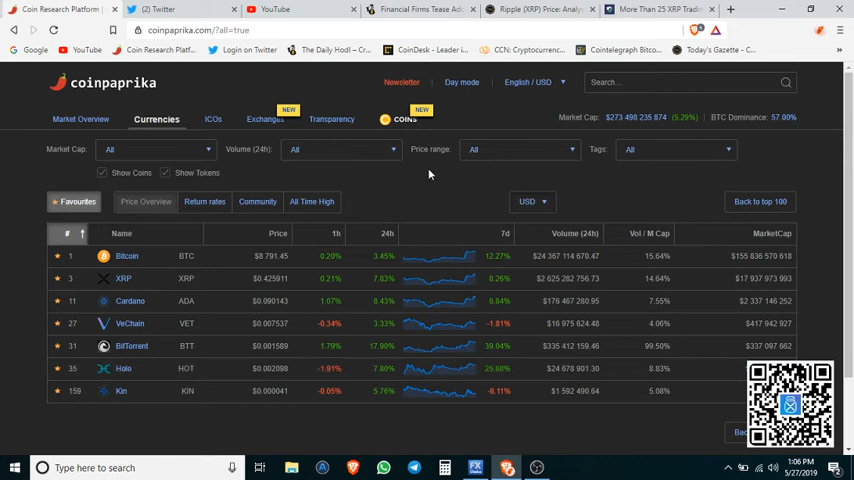 Coin Research Platform |
(2) Twitter
YouTube
Financial Firms Tease Add
Ripple (XRP) Price: Analys
More Than 25 XRP Tradin
coinpaprika.com/?all=true
Google
YouTube
Coin Research Platf...
Login on Twitter
The Daily Hodl – Cr...
CoinDesk - Leader i...
CCN: Cryptocurrenc...
Cointelegraph Bitco...
Today's Gazette - C...
coinpaprika
Newsletter
Day mode
English / USD
Search...
Market Overview
Currencies
ICOs
Exchanges
NEW
Transparency
COINS
NEW
Market Cap: $273 498 235 874 (5.29%) BTC Dominance: 57.00%
Market Cap: All
Volume (24h): All
Price range: All
Tags: All
Show Coins
Show Tokens
Favourites
Price Overview
Return rates
Community
All Time High
USD
Back to top 100
# Name Price 1h 24h 7d Volume (24h) Vol / M Cap MarketCap
1 Bitcoin BTC $8 791.45 0.20% 3.45% 12.27% $24 367 114 670.47 15.64% $155 836 570 618
3 XRP XRP $0.425911 0.21% 7.83% 8.26% $2 625 282 756.73 14.64% $17 937 973 993
11 Cardano ADA $0.090143 1.07% 8.43% 6.84% $176 467 280.95 7.55% $2 337 146 252
27 VeChain VET $0.007537 -0.34% 3.33% -1.81% $16 975 624.48 4.06% $417 942 927
31 BitTorrent BTT $0.001589 1.79% 17.90% 39.04% $335 412 159.46 99.50% $337 097 662
35 Holo HOT $0.002098 -1.91% 7.80% 25.68% $24 678 901.30 8.83%
159 Kin KIN $0.000041 -0.05% 5.76% -8.11% $1 592 490.64 5.08%
Type here to search
1:06 PM
5/27/2019